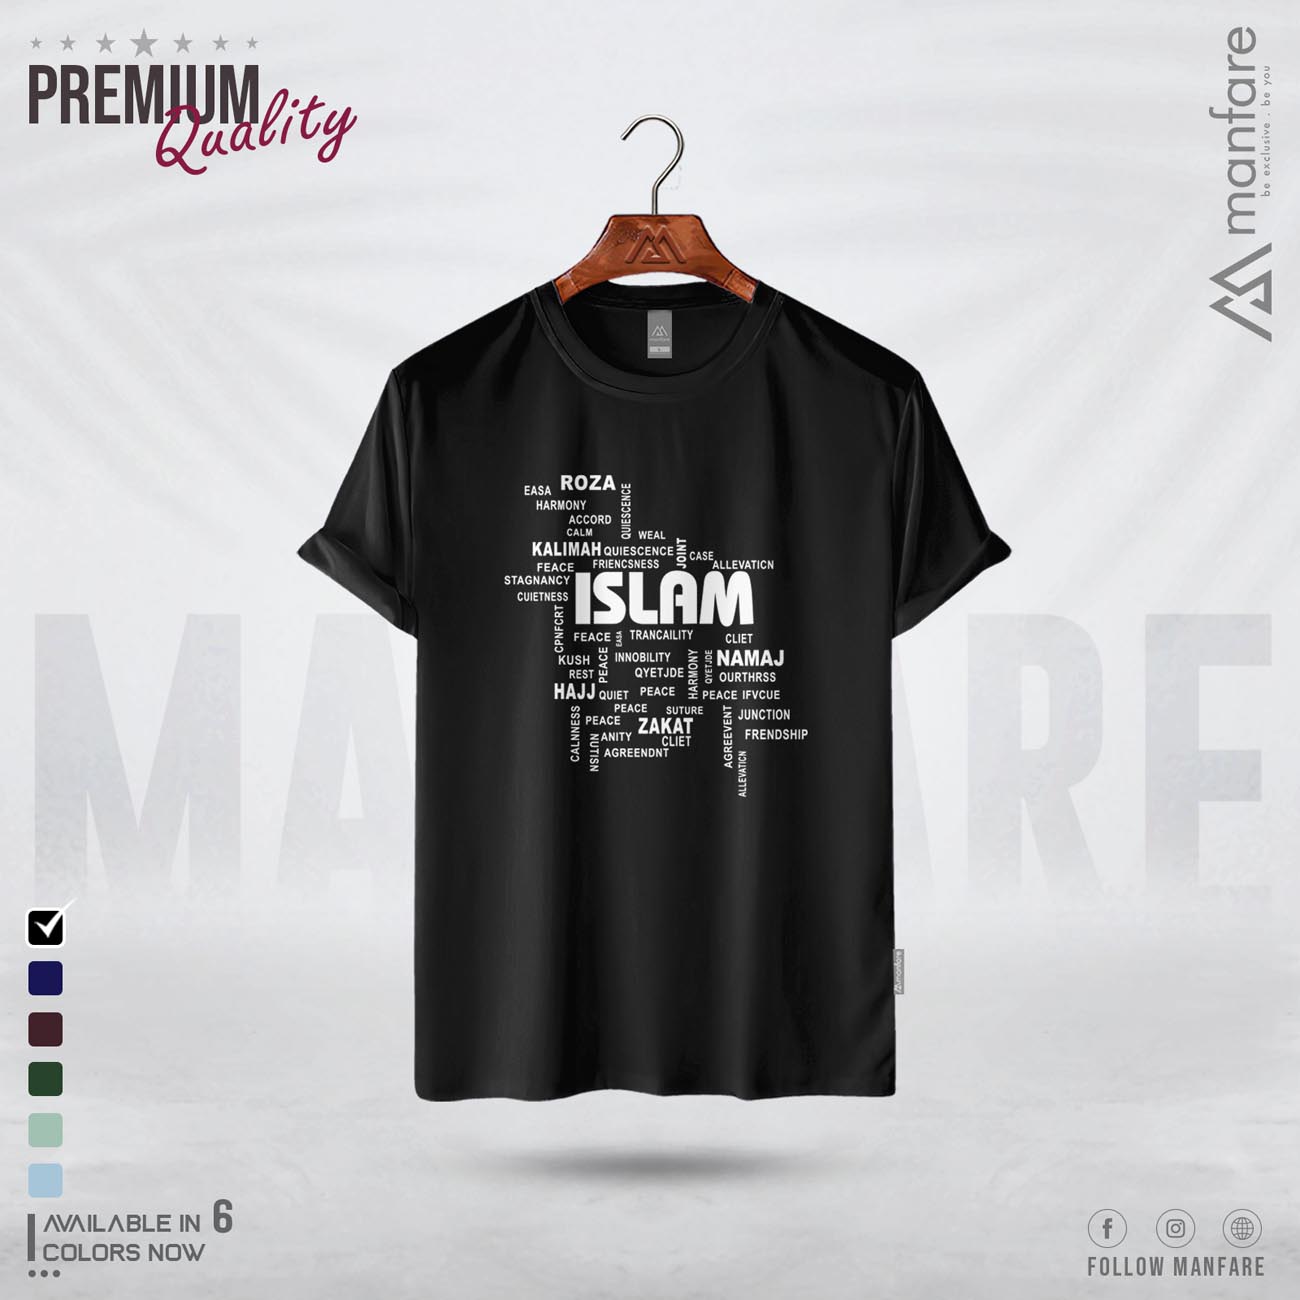 PREMIUM
Quality
manfare
be exclusive . be you
manfare
ROZA
EASA
QUIESCENCE
HARMONY
ACCORD
CALM
WEAL
JOINT
KALIMAH
QUIESCENCE
CASE
FRIENCSNESS
ALLEVATICN
FEACE
STAGNANCY
ISLAM
CUIETNESS
CPNFCRT
FEACE
EASA
TRANCAILITY
CLIET
KUSH
PEACE
INNOBILITY
HARMONY
QYETJDE
NAMAJ
REST
QYETJDE
OURTHRSS
HAJJ
QUIET
PEACE
PEACE
IFVCUE
PEACE
SUTURE
CALNNESS
PEACE
ZAKAT
AGREEVENT
JUNCTION
NUTISN
ANITY
CLIET
FRENDSHIP
AGREENDNT
ALLEVATICN
MANFARE
manfare
AVAILABLE IN 6
COLORS NOW
FOLLOW MANFARE